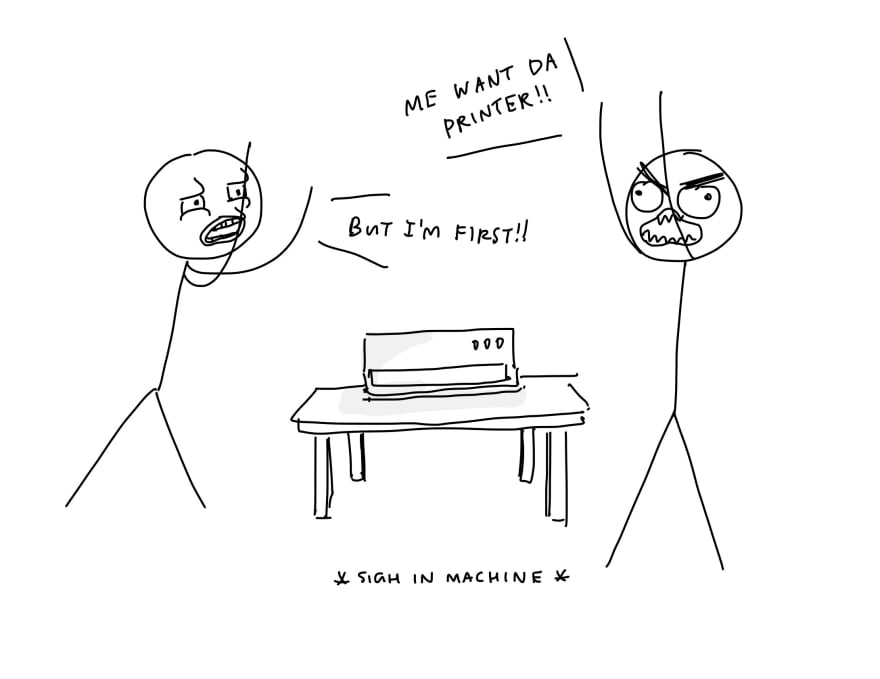 ME WANT DA
PRINTER!!
BUT I'M FIRST!!
* SIGH IN MACHINE *